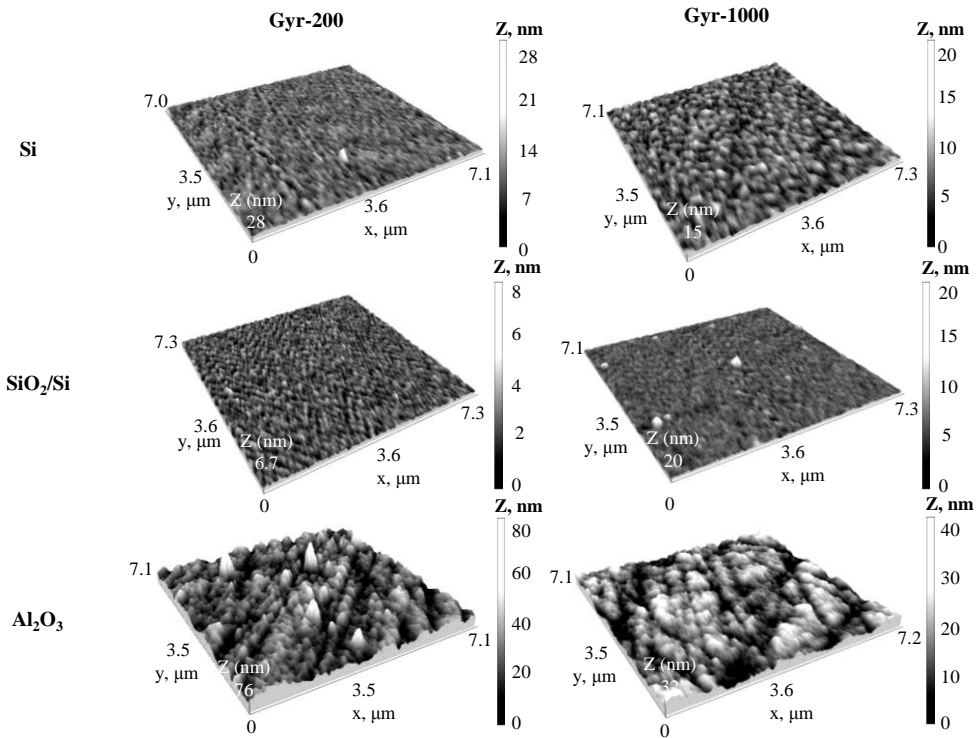 Gyr-200
Gyr-1000
Si
Z, nm
28
21
14
7
0
7.0
3.5
y, μm
Z (nm)
28
0
3.6
x, μm
7.1
Z, nm
20
15
10
5
0
7.1
3.5
y, μm
Z (nm)
15
0
3.6
x, μm
7.3
SiO₂/Si
Z, nm
8
6
4
2
0
7.3
3.6
y, μm
Z (nm)
6.7
0
3.6
x, μm
7.3
Z, nm
20
15
10
5
0
7.1
3.5
y, μm
Z (nm)
20
0
3.6
x, μm
7.3
Al₂O₃
Z, nm
80
60
40
20
0
7.1
3.5
y, μm
Z (nm)
76
0
3.5
x, μm
7.1
Z, nm
40
30
20
10
0
7.1
3.5
y, μm
Z (nm)
32
0
3.6
x, μm
7.2